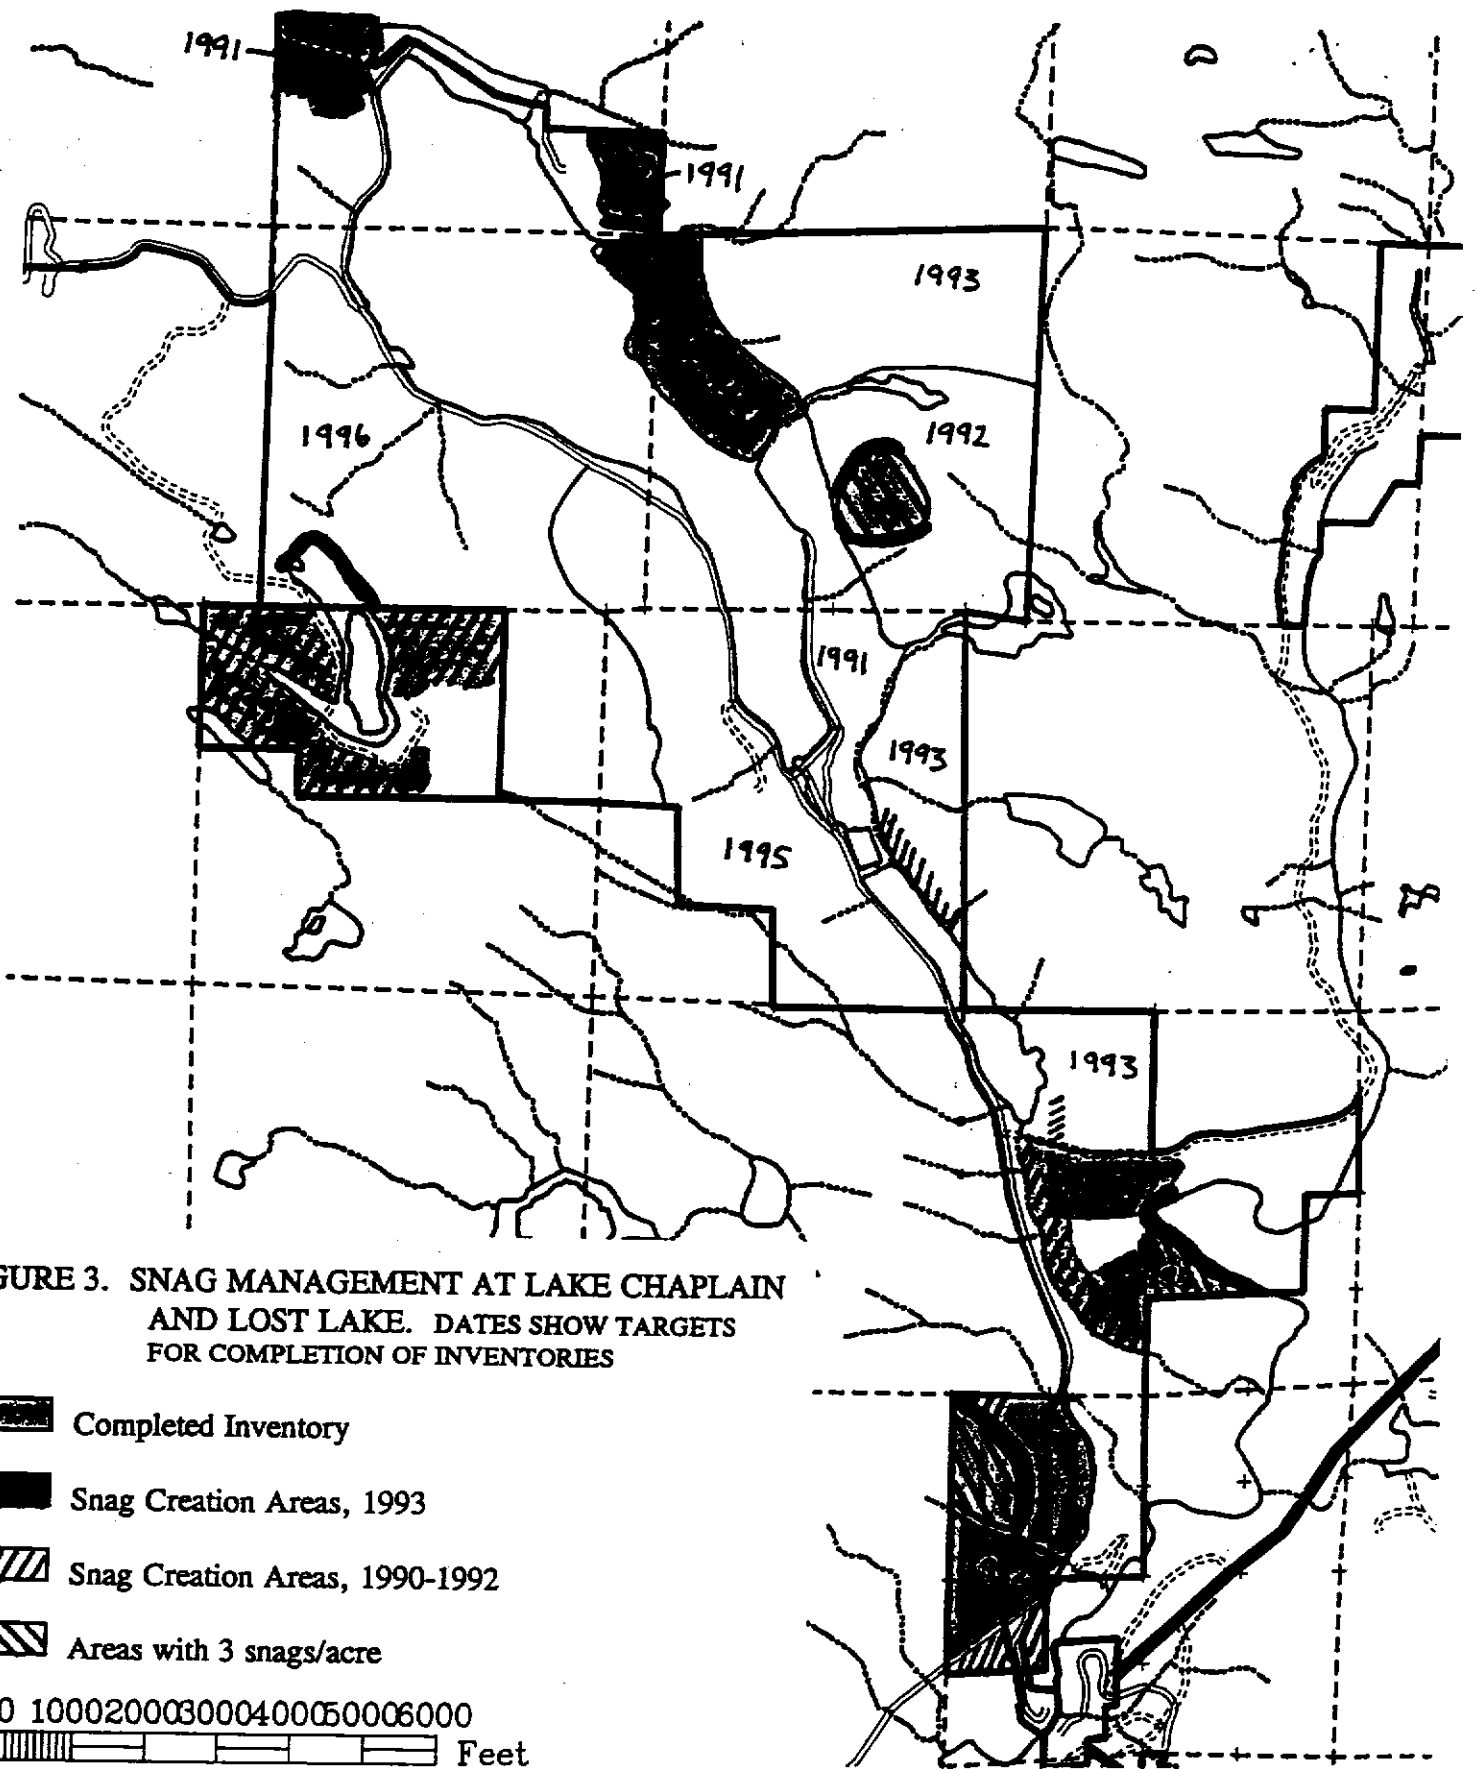 1991
1991
1993
1996
1992
1991
1993
1995
1993
GURE 3. SNAG MANAGEMENT AT LAKE CHAPLAIN
AND LOST LAKE. DATES SHOW TARGETS
FOR COMPLETION OF INVENTORIES
Completed Inventory
Snag Creation Areas, 1993
Snag Creation Areas, 1990-1992
Areas with 3 snags/acre
0 100020003000400050006000
Feet